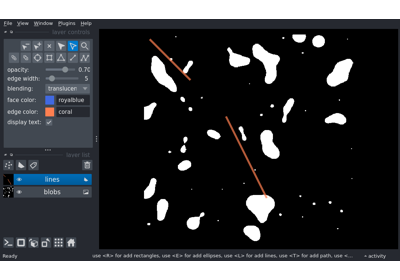 File View Window Plugins Help
layer controls
opacity: 0.70
edge width: 5
blending: translucen
face color: royalblue
edge color: coral
display text:
layer list
lines
blobs
Ready use <R> for add rectangles, use <E> for add ellipses, use <L> for add lines, use <T> for add path, use <... activity